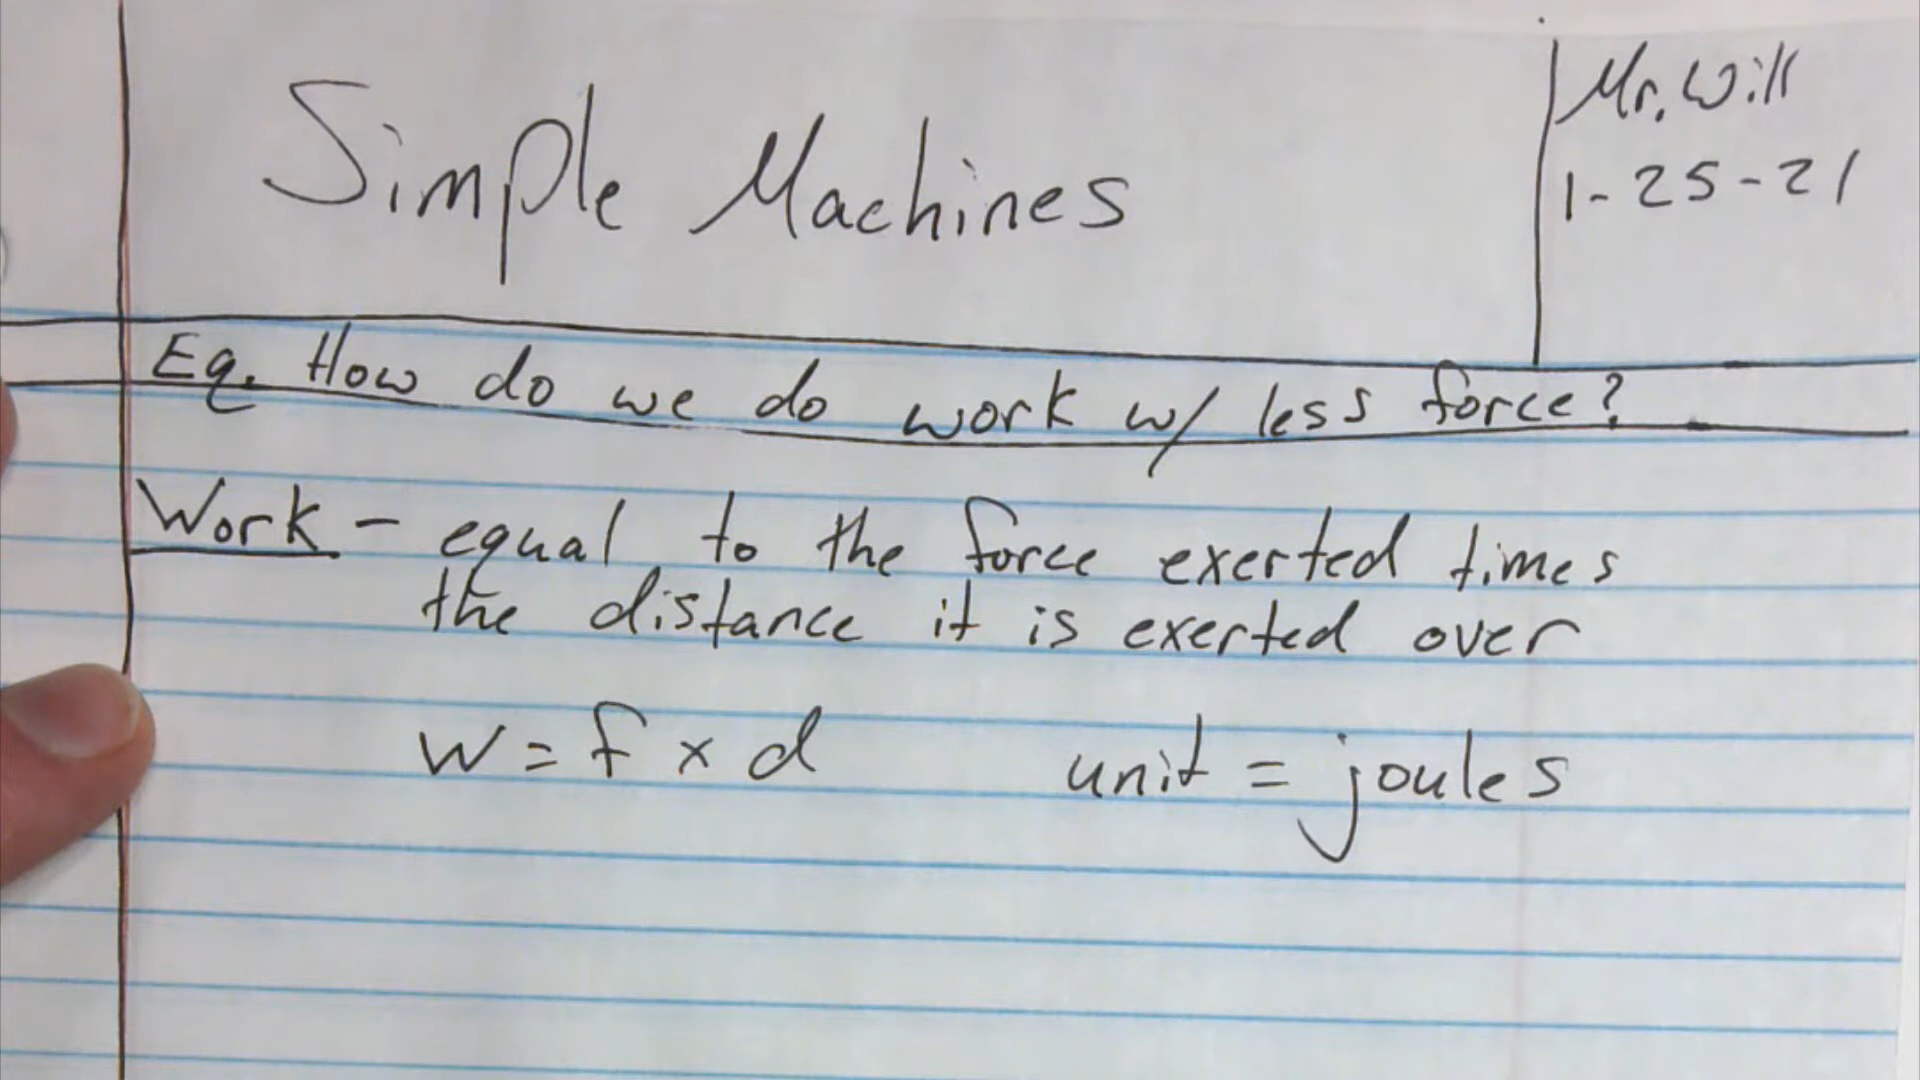 Simple Machines
Mr. Will
1-25-21
Eq. How do we do work w/ less force?
Work - equal to the force exerted times
the distance it is exerted over
w = f x d unit = joules